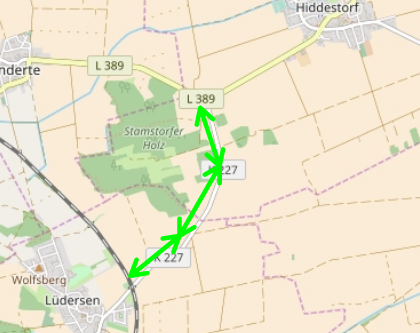 Hiddestorf
L 389
nderte
L 389
Stamstorfer
Holz
227
K 227
Wolfsberg
Lüdersen